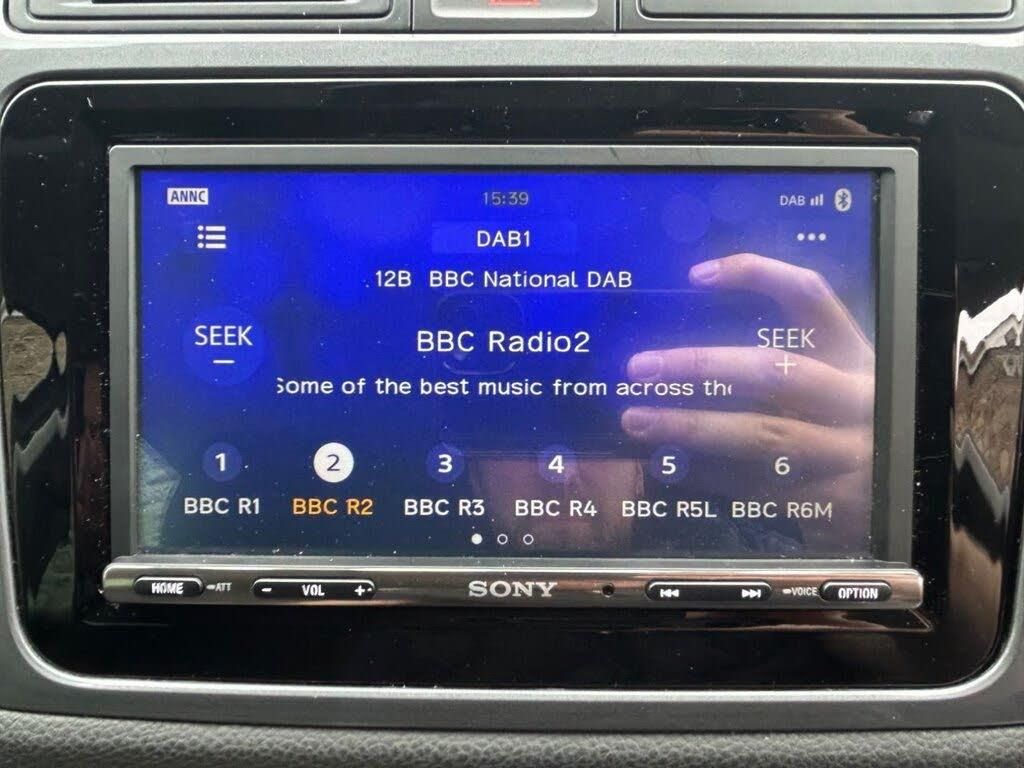 ANNC 15:39 DAB
DAB1
12B BBC National DAB
SEEK BBC Radio2 SEEK
− +
Some of the best music from across the
1 2 3 4 5 6
BBC R1 BBC R2 BBC R3 BBC R4 BBC R5L BBC R6M
HOME ATT − VOL + SONY VOICE OPTION